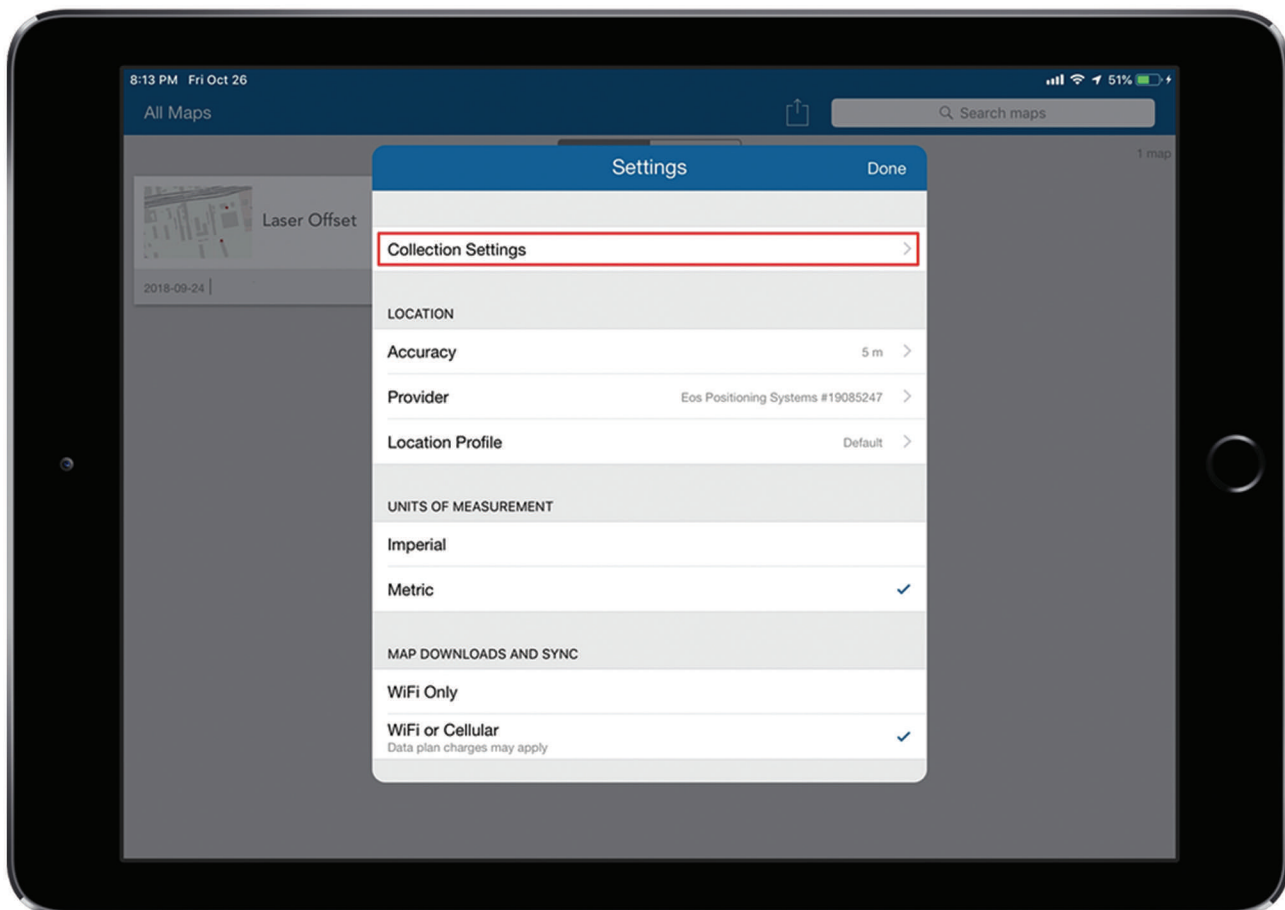 8:13 PM Fri Oct 26
51%
All Maps
Search maps
1 map
Settings
Done
Laser Offset
2018-09-24
Collection Settings
LOCATION
Accuracy 5 m
Provider Eos Positioning Systems #19085247
Location Profile Default
UNITS OF MEASUREMENT
Imperial
Metric
MAP DOWNLOADS AND SYNC
WiFi Only
WiFi or Cellular
Data plan charges may apply